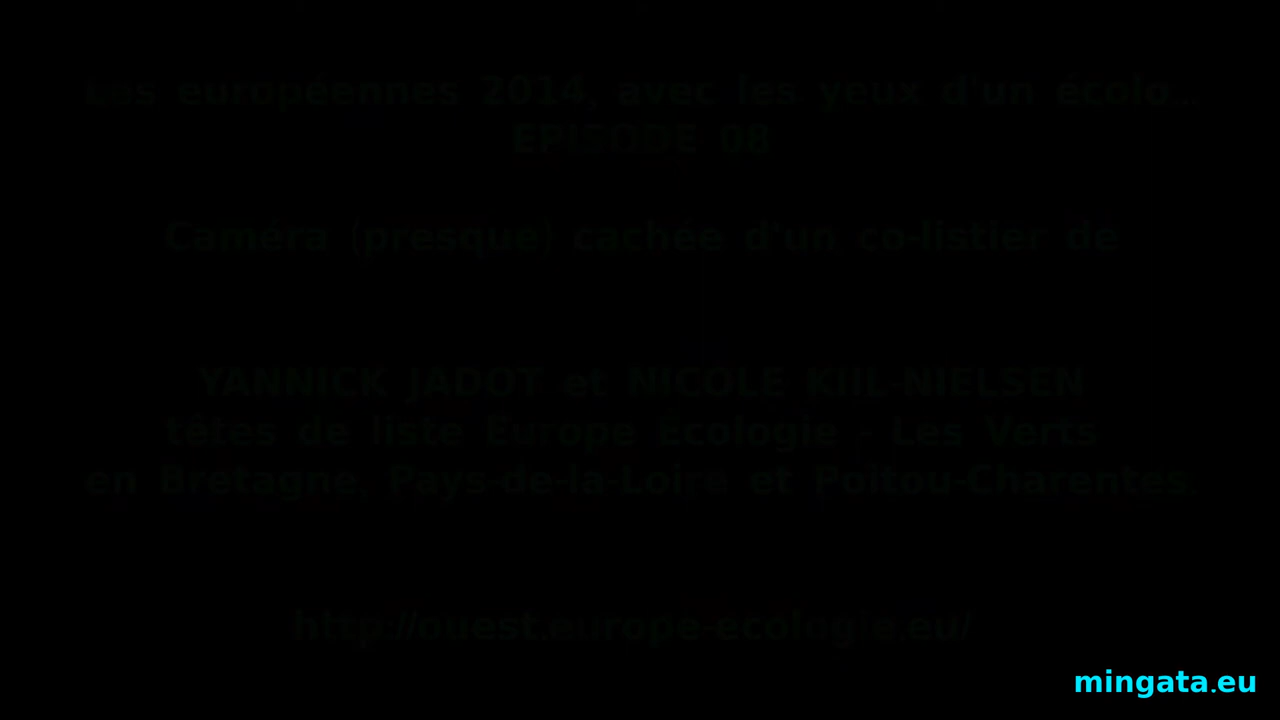 Les européennes 2014, avec les yeux d'un écolo...
EPISODE 08
Caméra (presque) cachée d'un co-listier de
YANNICK JADOT et NICOLE KIIL-NIELSEN
têtes de liste Europe Écologie - Les Verts
en Bretagne, Pays-de-la-Loire et Poitou-Charentes.
http://ouest.europe-ecologie.eu/
mingata.eu